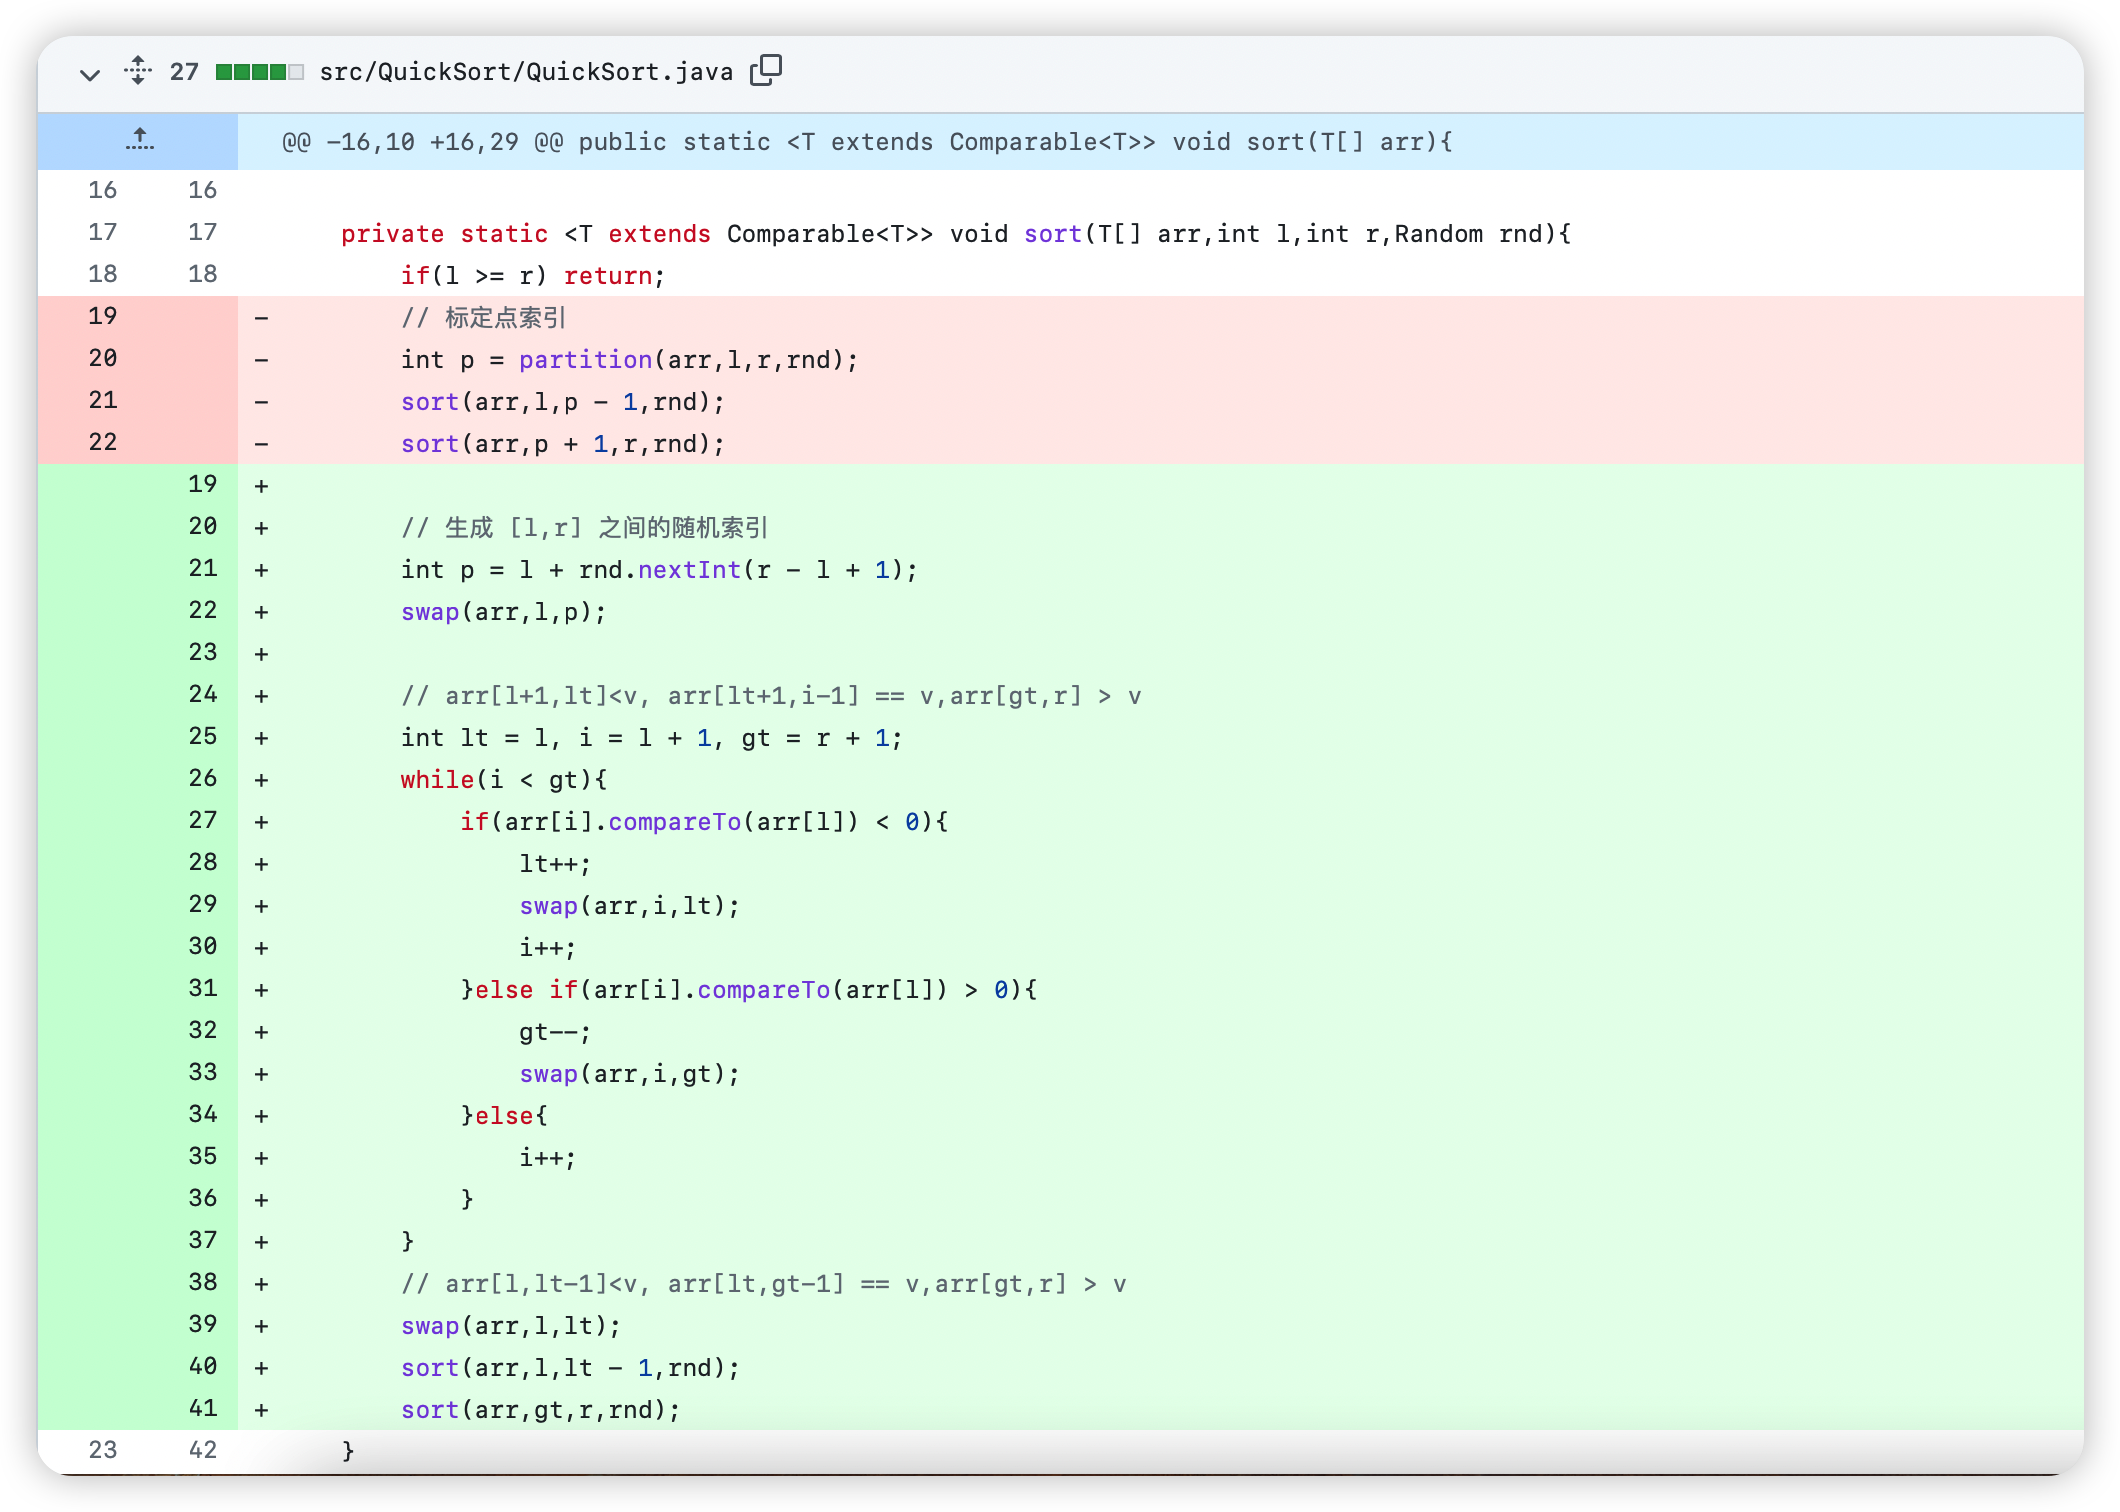 27 src/QuickSort/QuickSort.java
@@ -16,10 +16,29 @@ public static <T extends Comparable<T>> void sort(T[] arr){
16 16
17 17 private static <T extends Comparable<T>> void sort(T[] arr,int l,int r,Random rnd){
18 18 if(l >= r) return;
19 - // 标定点索引
20 - int p = partition(arr,l,r,rnd);
21 - sort(arr,l,p - 1,rnd);
22 - sort(arr,p + 1,r,rnd);
19 +
20 + // 生成 [l,r] 之间的随机索引
21 + int p = l + rnd.nextInt(r - l + 1);
22 + swap(arr,l,p);
23 +
24 + // arr[l+1,lt]<v, arr[lt+1,i-1] == v,arr[gt,r] > v
25 + int lt = l, i = l + 1, gt = r + 1;
26 + while(i < gt){
27 + if(arr[i].compareTo(arr[l]) < 0){
28 + lt++;
29 + swap(arr,i,lt);
30 + i++;
31 + }else if(arr[i].compareTo(arr[l]) > 0){
32 + gt--;
33 + swap(arr,i,gt);
34 + }else{
35 + i++;
36 + }
37 + }
38 + // arr[l,lt-1]<v, arr[lt,gt-1] == v,arr[gt,r] > v
39 + swap(arr,l,lt);
40 + sort(arr,l,lt - 1,rnd);
41 + sort(arr,gt,r,rnd);
23 42 }